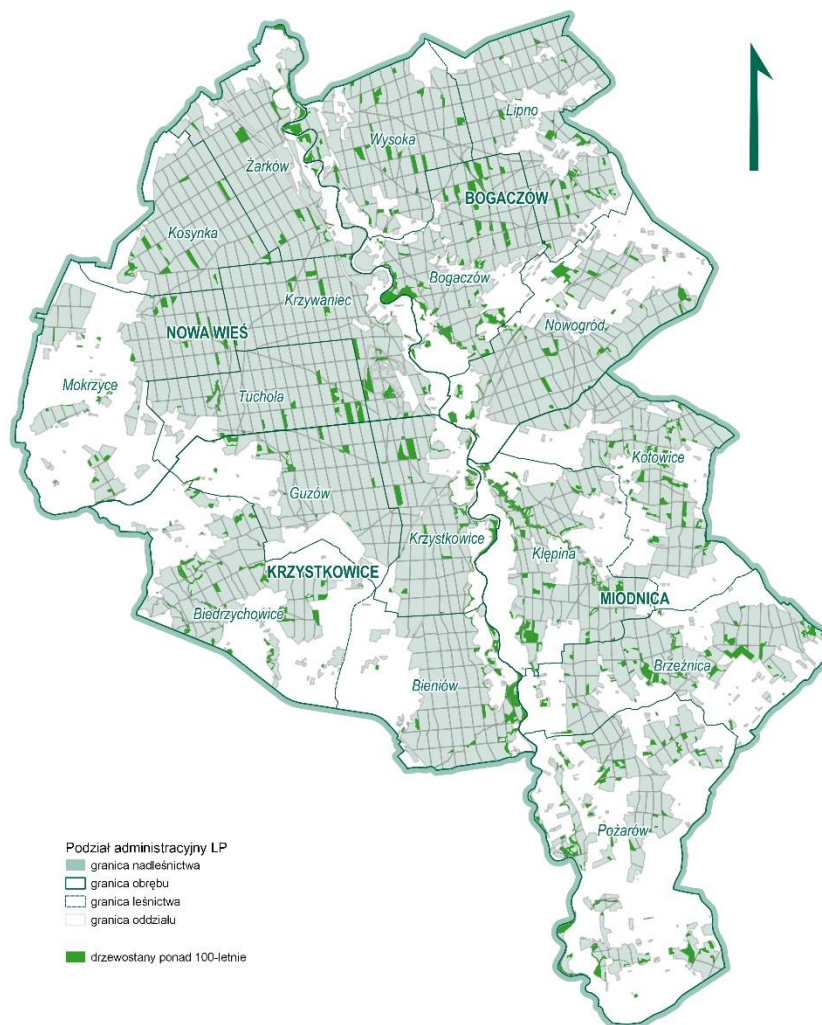 Lipno
Wysoka
Żarków
BOGACZÓW
Kosynka
Bogaczów
Krzywaniec
Nowogród
NOWA WIEŚ
Mokrzyce
Tuchola
Kotowice
Guzów
Krzystkowice
Klępina
KRZYSTKOWICE
MIODNICA
Biedrzychowice
Brzeźnica
Bieniów
Pożarów
Podział administracyjny LP
granica nadleśnictwa
granica obrębu
granica leśnictwa
granica oddziału
drzewostany ponad 100-letnie